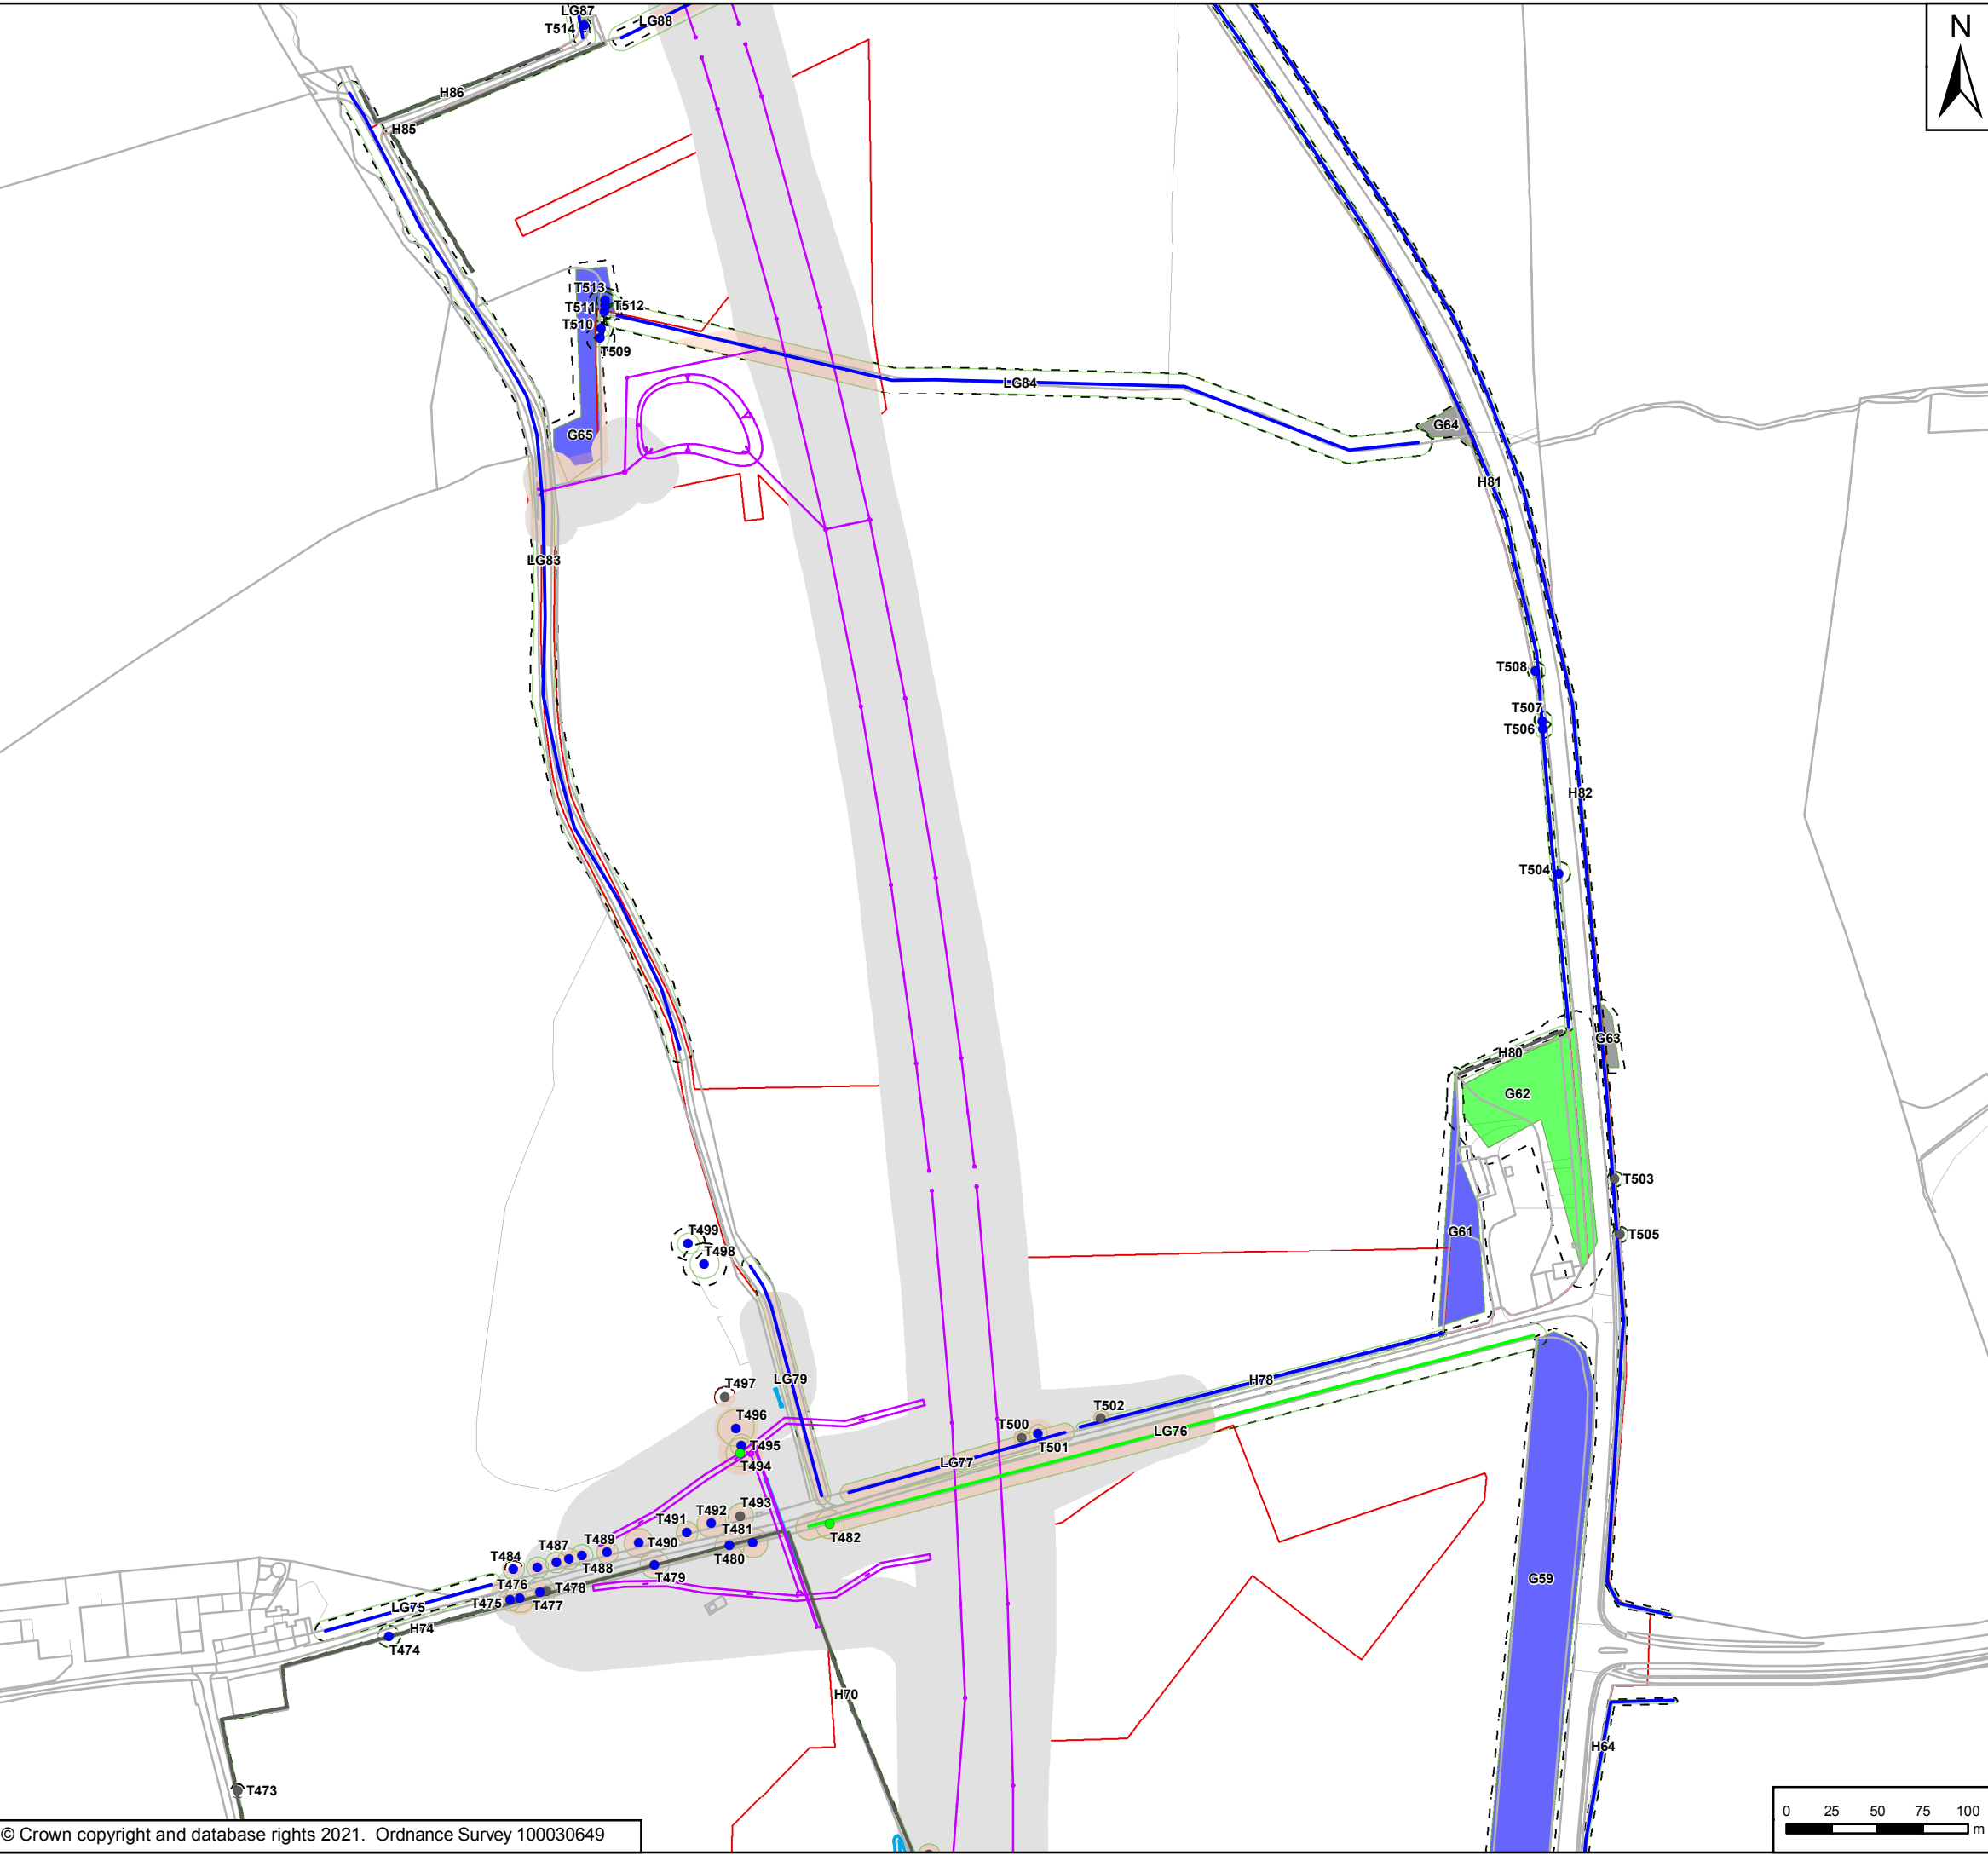 LG87
T514
LG88
N
H86
H85
T513
T511
T512
T510
T509
LG84
G65
G64
H81
LG83
T508
T507
T506
H82
T504
G63
H80
G62
T503
T499
T498
G61
T505
LG79
H78
T497
T496
T495
T494
T500
T501
T502
LG76
LG77
T493
T492
T491
T481
T482
T490
T489
T487
T488
T480
T479
T484
T476
T478
T475
T477
LG75
H74
T474
G59
H70
H64
T473
0 25 50 75 100
m
© Crown copyright and database rights 2021. Ordnance Survey 100030649